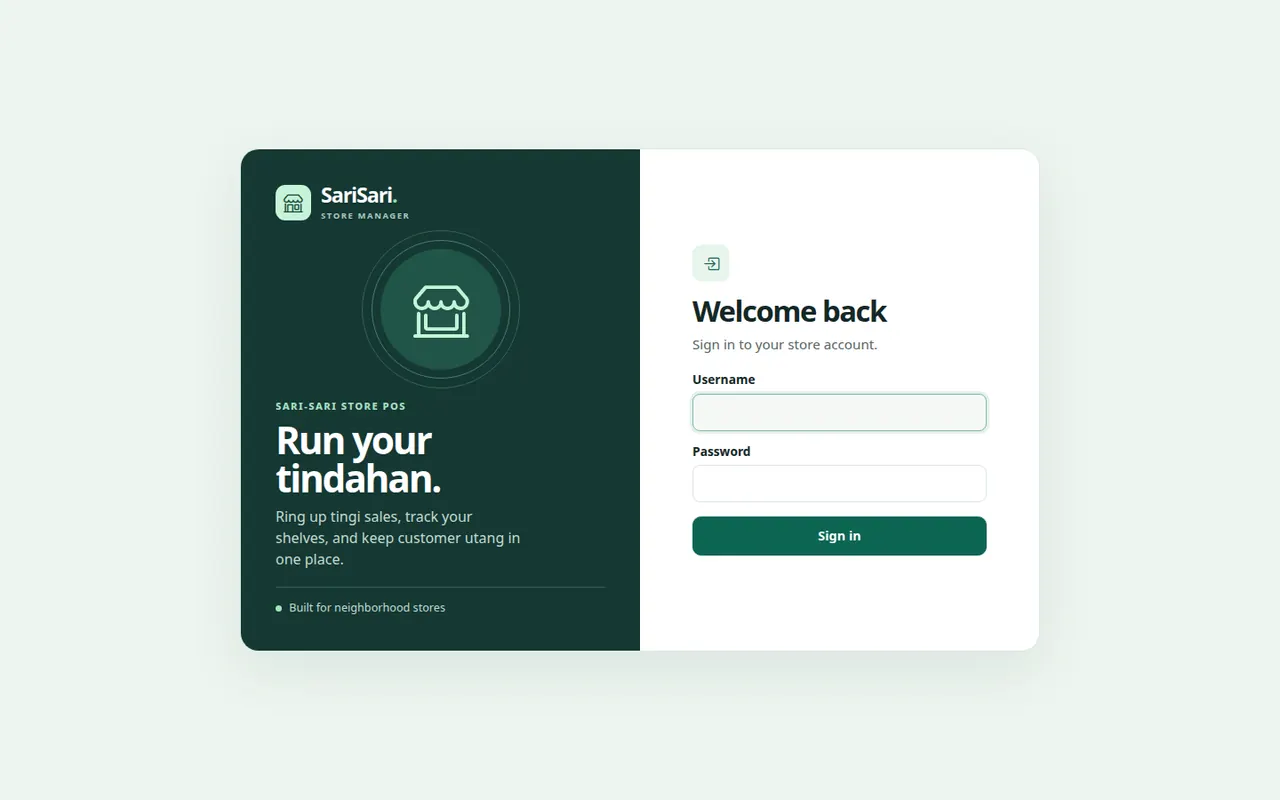 SariSari.
STORE MANAGER
SARI-SARI STORE POS
Run your
tindahan.
Ring up tingi sales, track your
shelves, and keep customer utang in
one place.
Built for neighborhood stores
Welcome back
Sign in to your store account.
Username
Password
Sign in